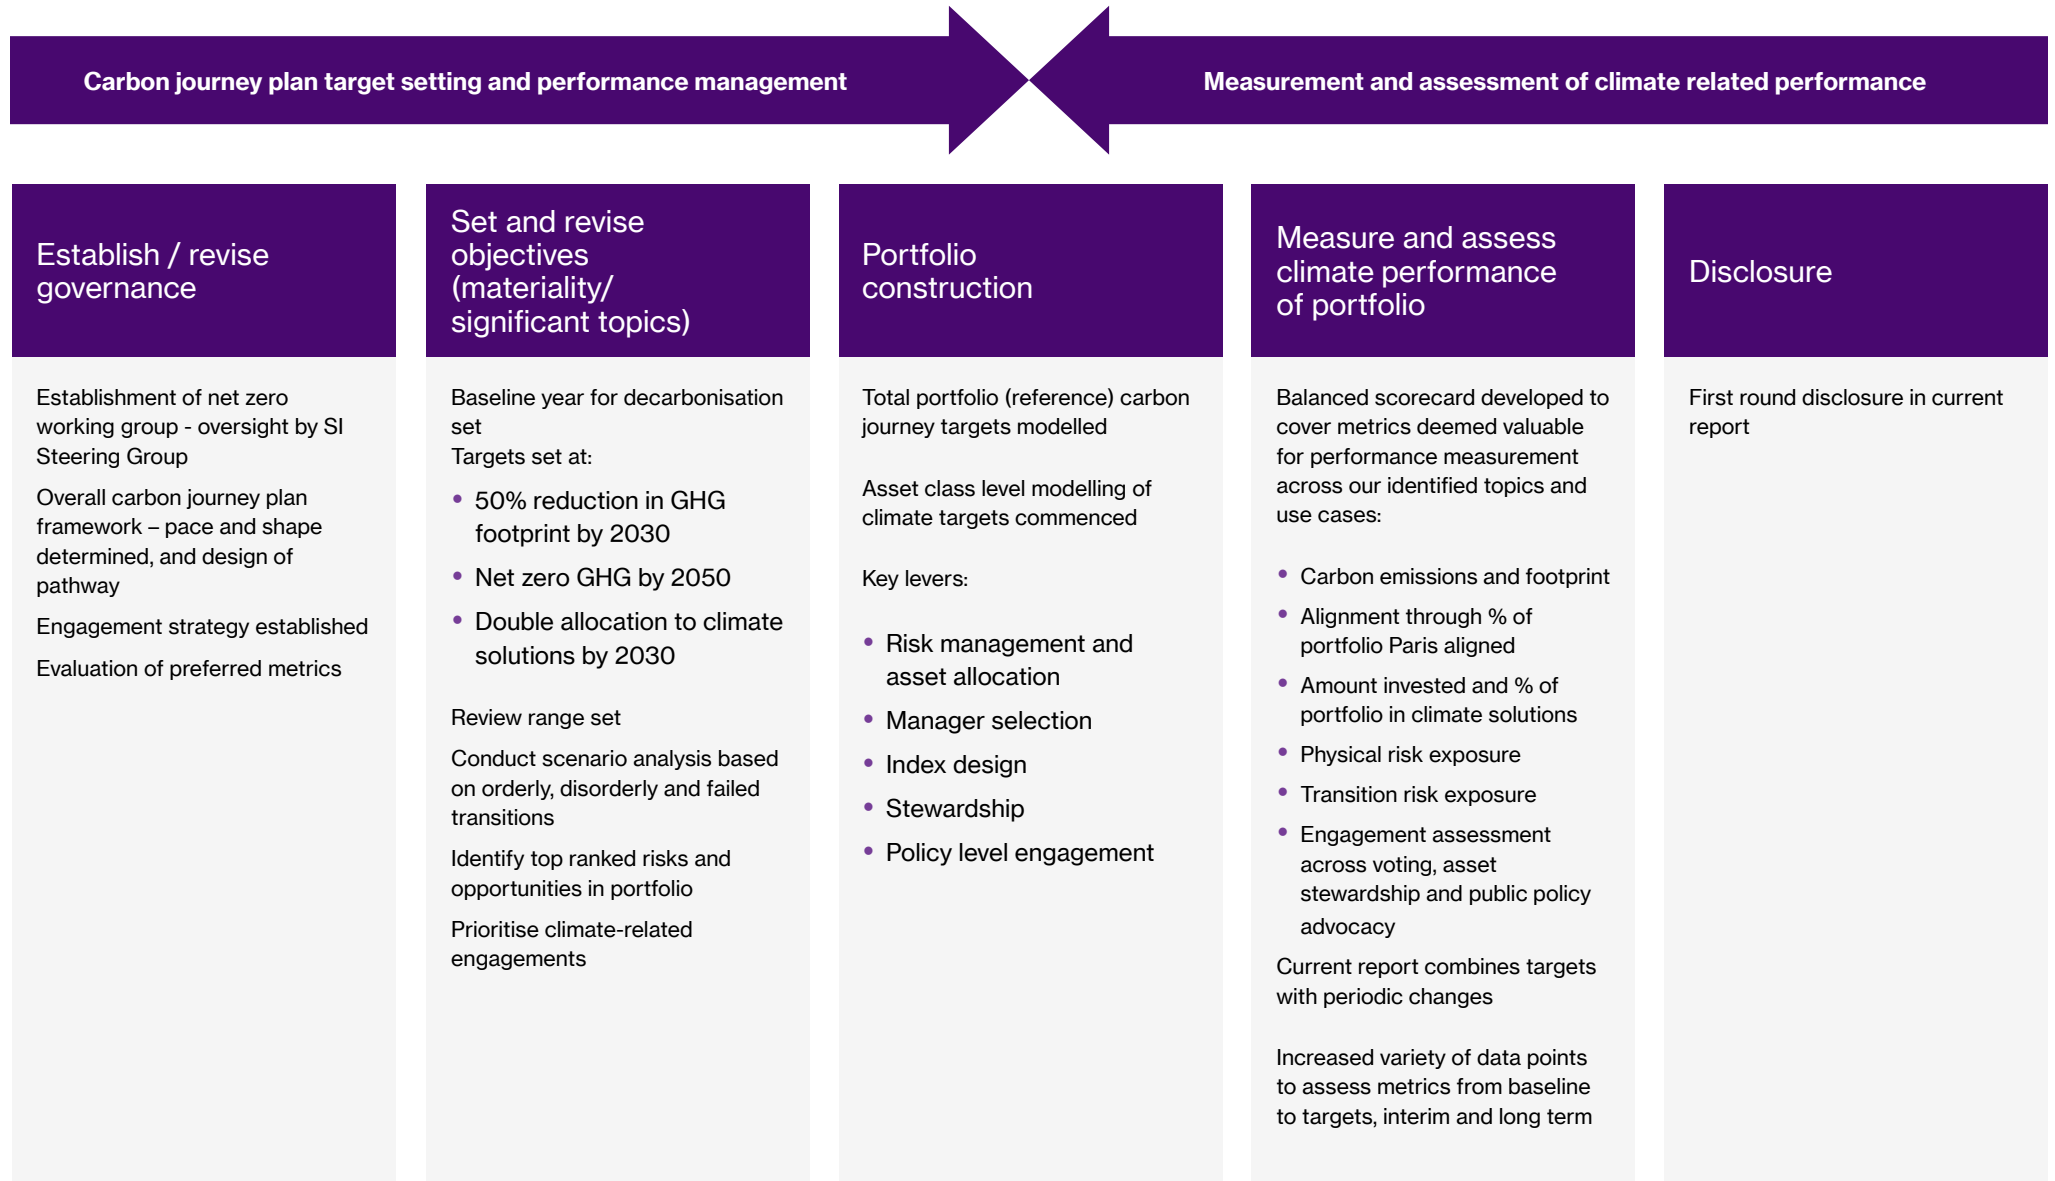 Carbon journey plan target setting and performance management
Measurement and assessment of climate related performance
Establish / revise
governance
Establishment of net zero
working group - oversight by SI
Steering Group
Overall carbon journey plan
framework – pace and shape
determined, and design of
pathway
Engagement strategy established
Evaluation of preferred metrics
Set and revise
objectives
(materiality/
significant topics)
Baseline year for decarbonisation
set
Targets set at:
• 50% reduction in GHG
footprint by 2030
• Net zero GHG by 2050
• Double allocation to climate
solutions by 2030
Review range set
Conduct scenario analysis based
on orderly, disorderly and failed
transitions
Identify top ranked risks and
opportunities in portfolio
Prioritise climate-related
engagements
Portfolio
construction
Total portfolio (reference) carbon
journey targets modelled
Asset class level modelling of
climate targets commenced
Key levers:
• Risk management and
asset allocation
• Manager selection
• Index design
• Stewardship
• Policy level engagement
Measure and assess
climate performance
of portfolio
Balanced scorecard developed to
cover metrics deemed valuable
for performance measurement
across our identified topics and
use cases:
• Carbon emissions and footprint
• Alignment through % of
portfolio Paris aligned
• Amount invested and % of
portfolio in climate solutions
• Physical risk exposure
• Transition risk exposure
• Engagement assessment
across voting, asset
stewardship and public policy
advocacy
Current report combines targets
with periodic changes
Increased variety of data points
to assess metrics from baseline
to targets, interim and long term
Disclosure
First round disclosure in current
report